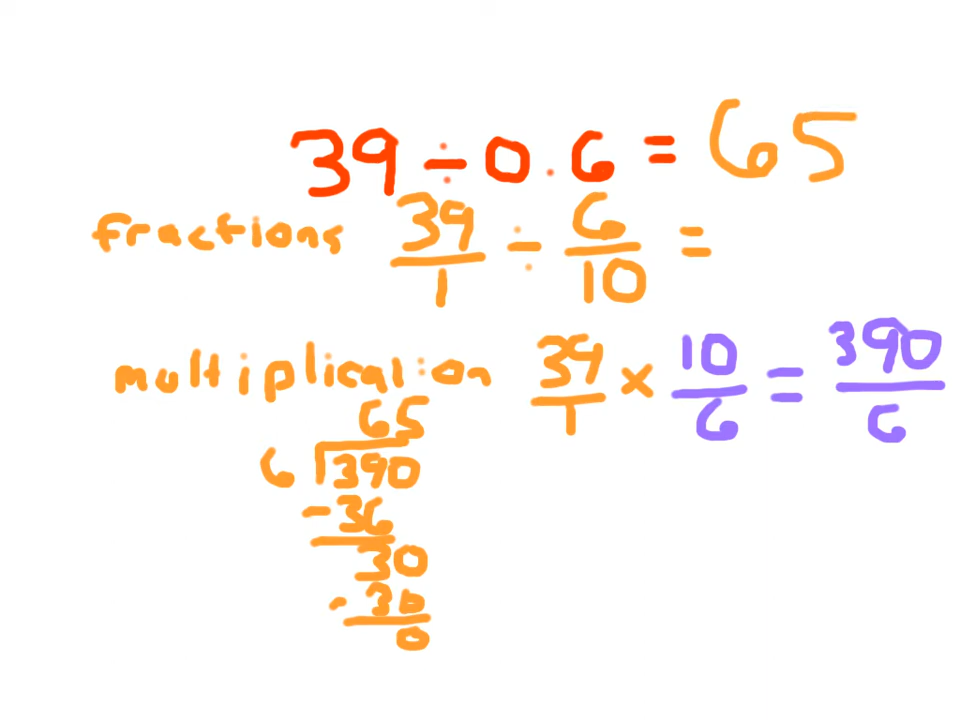 39 ÷ 0.6 = 65
fractions 39/1 ÷ 6/10 =
multiplication 39/1 × 10/6 = 390/6
65
6 390
- 36
30
- 30
0